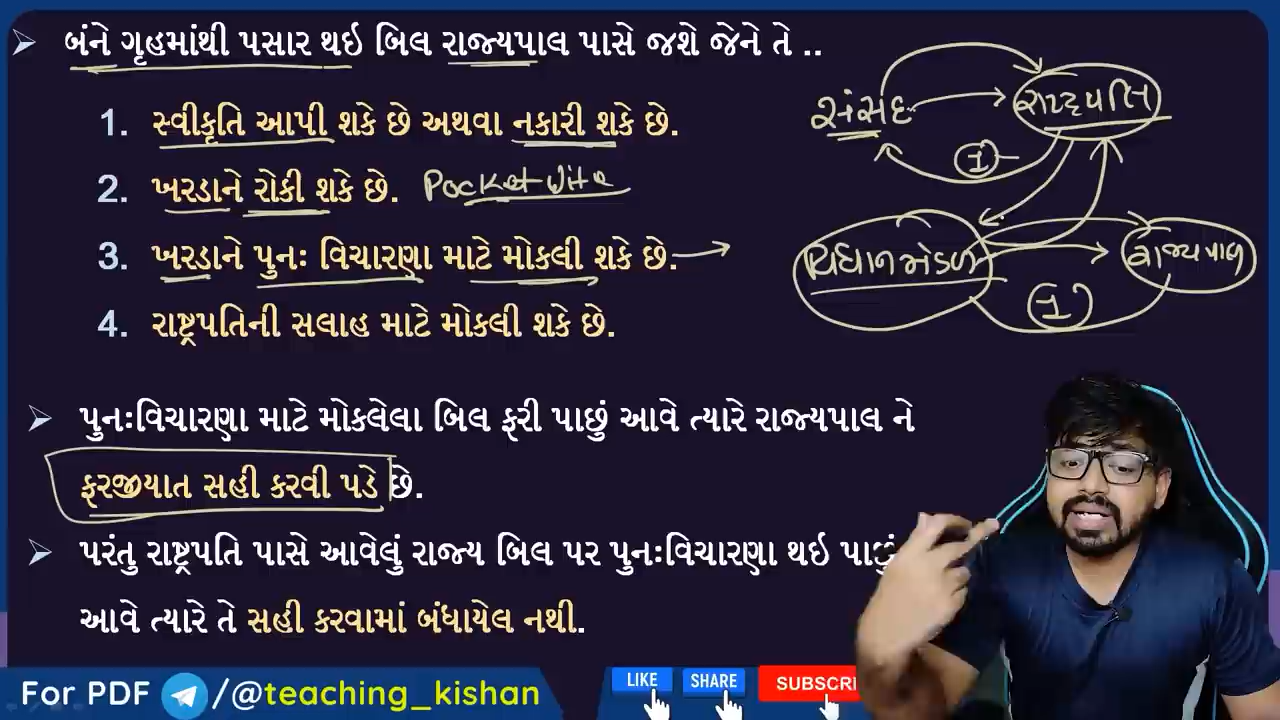 બંને ગૃહમાંથી પસાર થઇ બિલ રાજ્યપાલ પાસે જશે જેને તે ..
1. સ્વીકૃતિ આપી શકે છે અથવા નકારી શકે છે.
2. ખરડાને રોકી શકે છે. Pocket
3. ખરડાને પુનઃ વિચારણા માટે મોકલી શકે છે.
4. રાષ્ટ્રપતિની સલાહ માટે મોકલી શકે છે.
સંસદ
રાષ્ટ્રપતિ
1
વિધાનમંડળ
રાજ્યપાલ
1
પુનઃવિચારણા માટે મોકલેલા બિલ ફરી પાછું આવે ત્યારે રાજ્યપાલ ને
ફરજીયાત સહી કરવી પડે છે.
પરંતુ રાષ્ટ્રપતિ પાસે આવેલું રાજ્ય બિલ પર પુનઃવિચારણા થઇ પાછું
આવે ત્યારે તે સહી કરવામાં બંધાયેલ નથી.
For PDF /@teaching_kishan
LIKE SHARE SUBSCRI